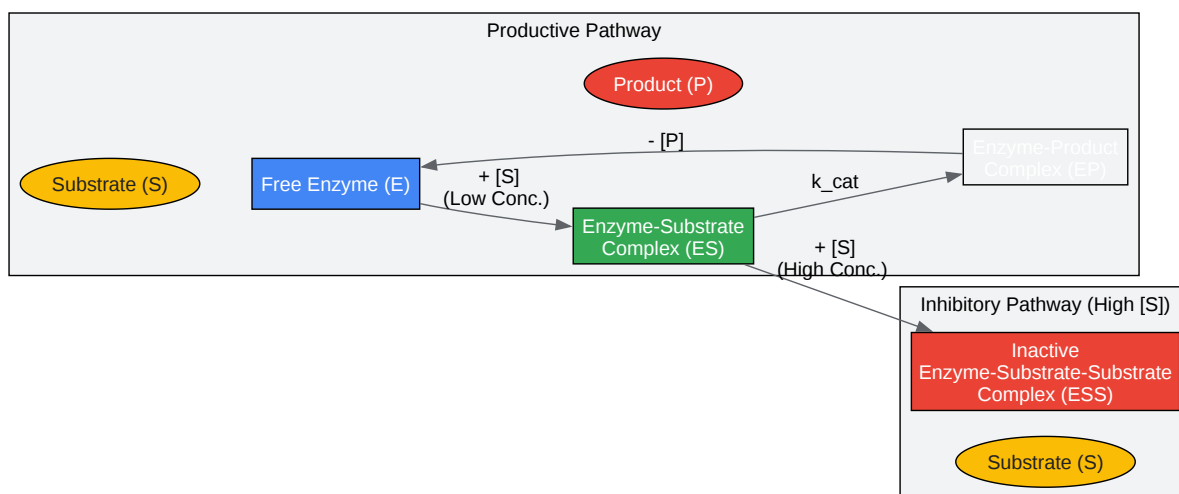 Productive Pathway
Product (P)
- [P]
Enzyme-Product
Complex (EP)
Substrate (S)
Free Enzyme (E)
+ [S]
(Low Conc.)
k_cat
Enzyme-Substrate
Complex (ES)
+ [S]
(High Conc.)
Inhibitory Pathway (High [S])
Inactive
Enzyme-Substrate-Substrate
Complex (ESS)
Substrate (S)